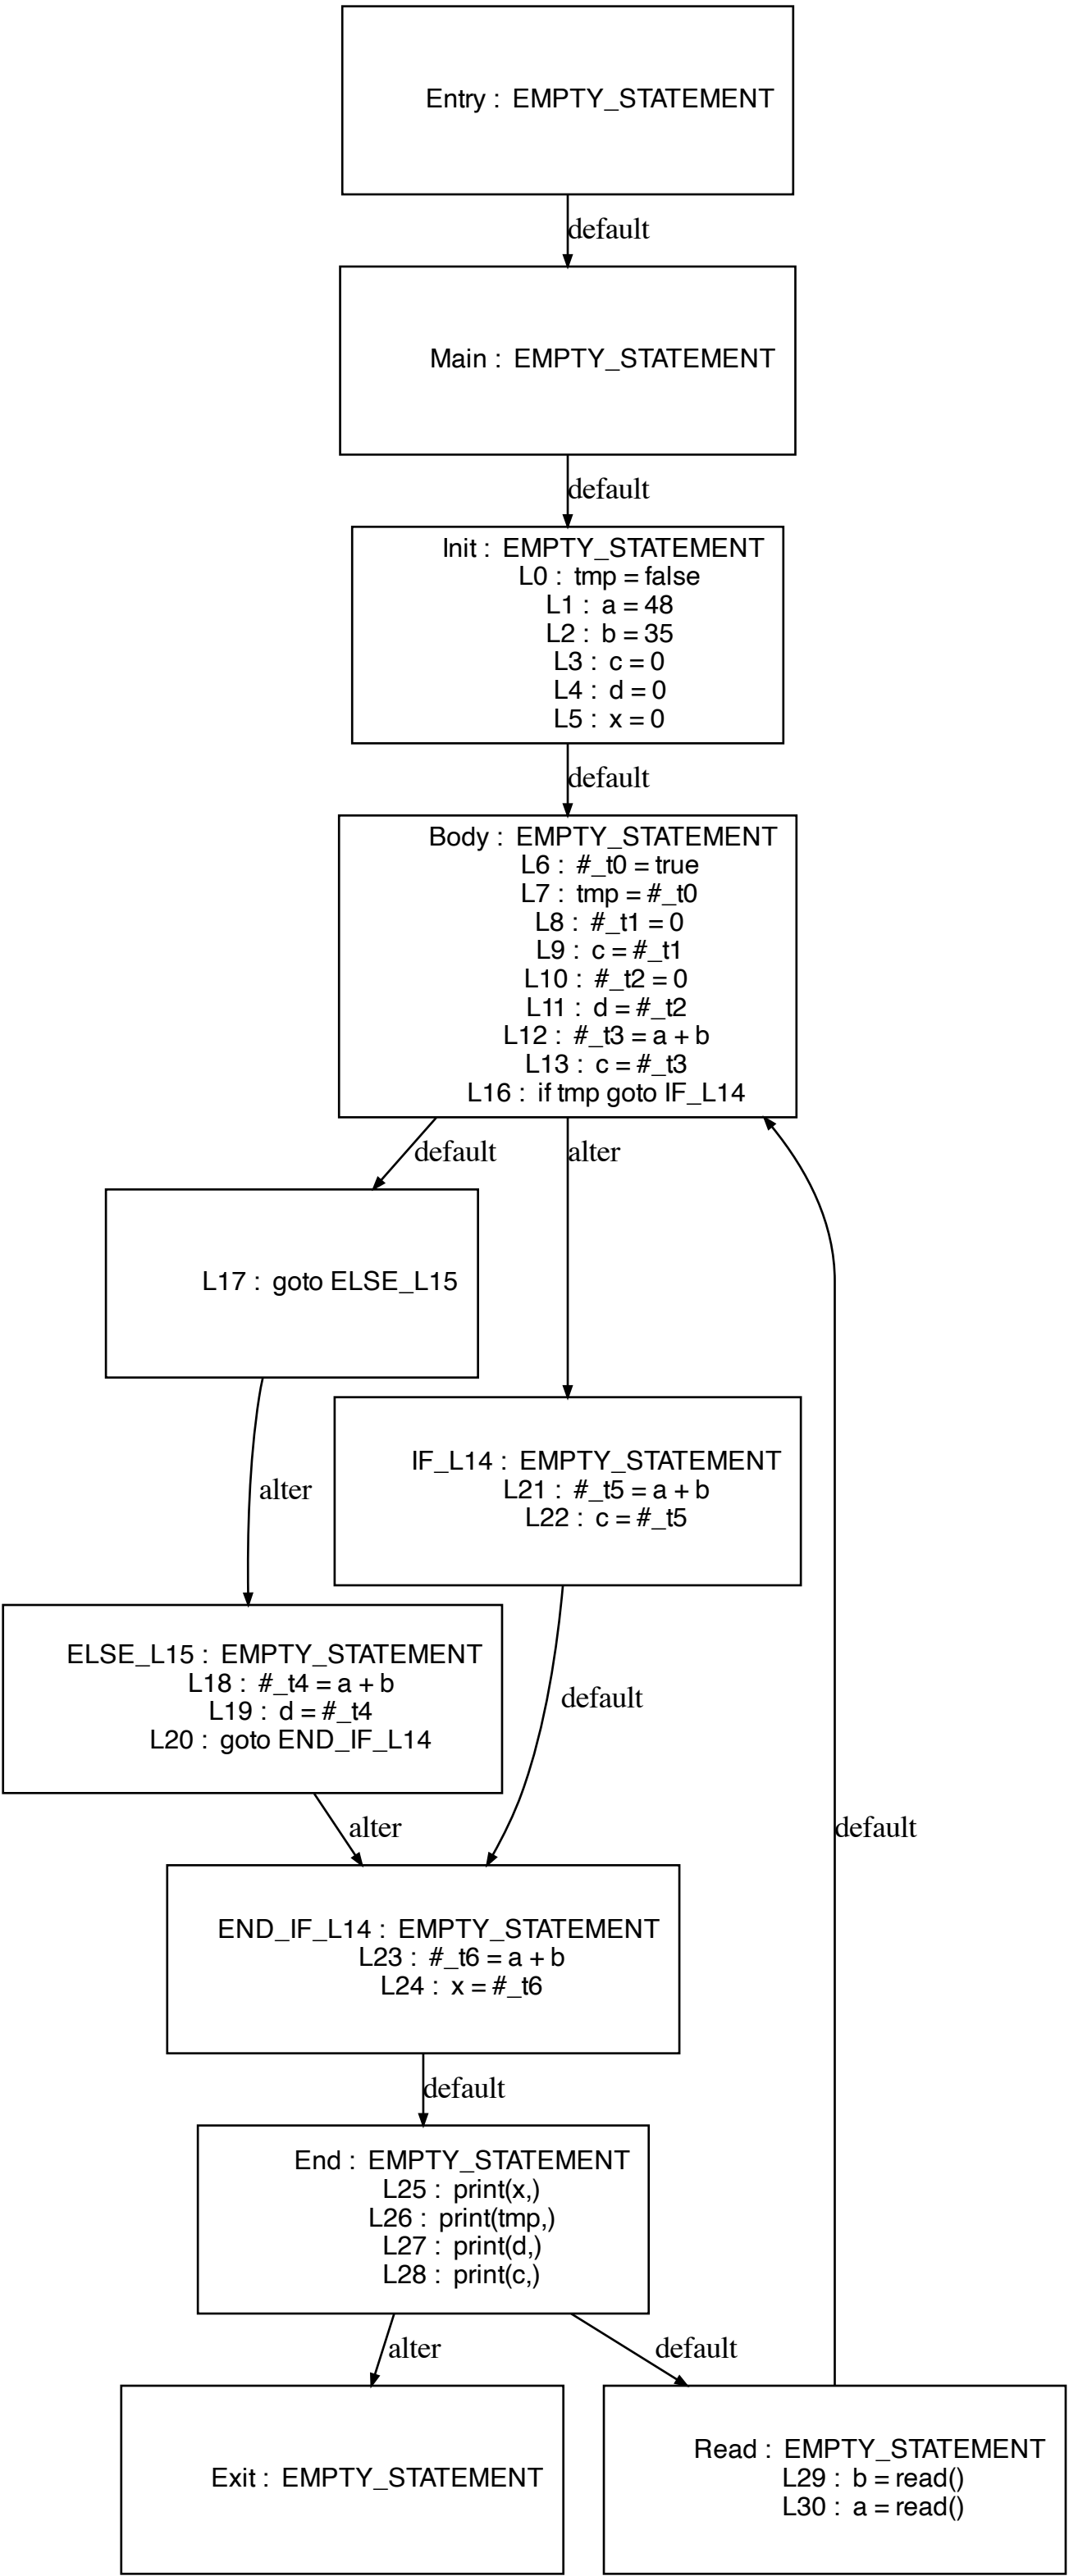 Entry : EMPTY_STATEMENT
default
Main : EMPTY_STATEMENT
default
Init : EMPTY_STATEMENT
L0 : tmp = false
L1 : a = 48
L2 : b = 35
L3 : c = 0
L4 : d = 0
L5 : x = 0
default
Body : EMPTY_STATEMENT
L6 : #_t0 = true
L7 : tmp = #_t0
L8 : #_t1 = 0
L9 : c = #_t1
L10 : #_t2 = 0
L11 : d = #_t2
L12 : #_t3 = a + b
L13 : c = #_t3
L16 : if tmp goto IF_L14
default
alter
L17 : goto ELSE_L15
IF_L14 : EMPTY_STATEMENT
L21 : #_t5 = a + b
L22 : c = #_t5
alter
ELSE_L15 : EMPTY_STATEMENT
L18 : #_t4 = a + b
L19 : d = #_t4
L20 : goto END_IF_L14
default
alter
default
END_IF_L14 : EMPTY_STATEMENT
L23 : #_t6 = a + b
L24 : x = #_t6
default
End : EMPTY_STATEMENT
L25 : print(x,)
L26 : print(tmp,)
L27 : print(d,)
L28 : print(c,)
alter
default
Exit : EMPTY_STATEMENT
Read : EMPTY_STATEMENT
L29 : b = read()
L30 : a = read()